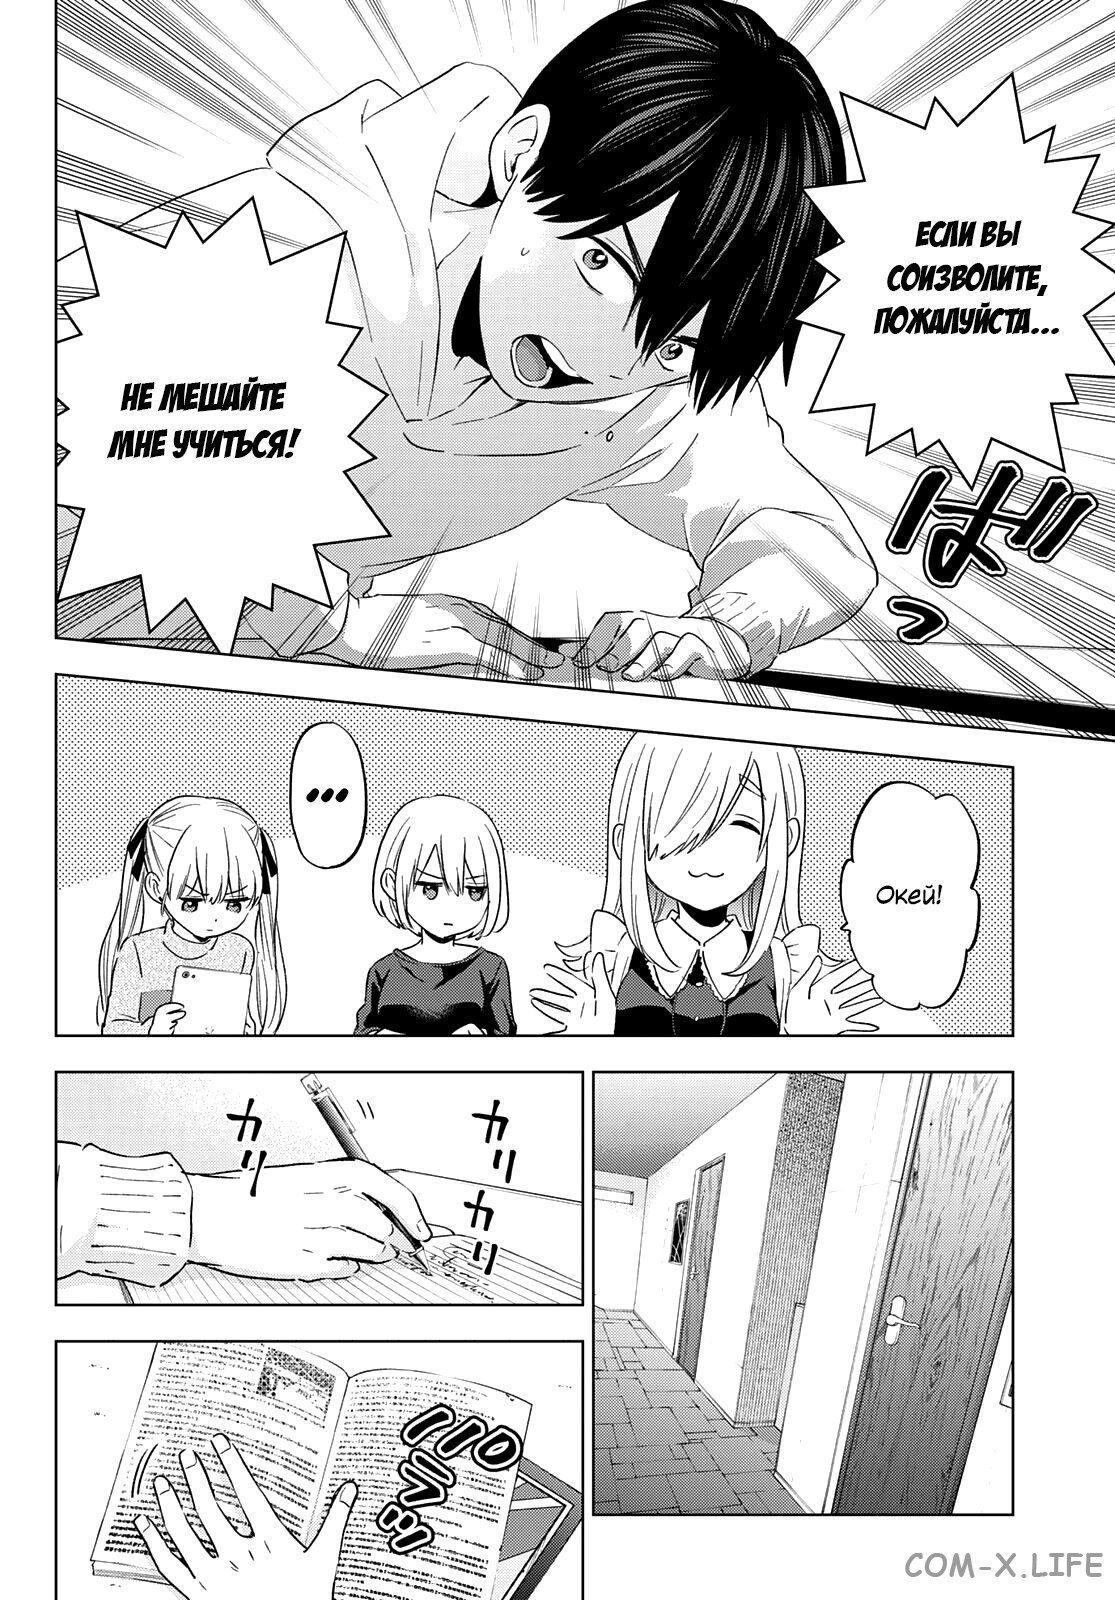 ЕСЛИ ВЫ
СОИЗВОЛИТЕ,
ПОЖАЛУЙСТА...
НЕ МЕШАЙТЕ
МНЕ УЧИТЬСЯ!
ばっ
Окей!
...
カリ
カリ
カリ
パラッ
COM-X.LIFE